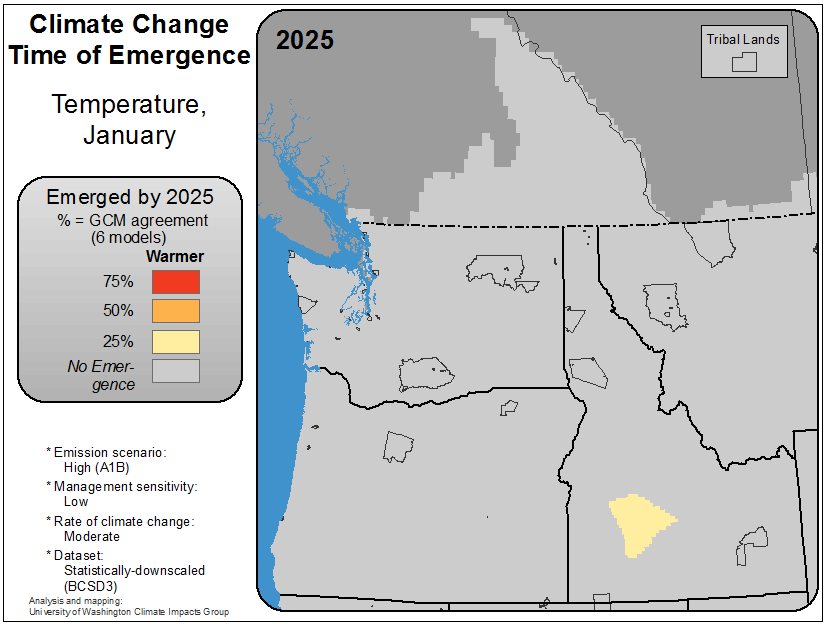 Climate Change
Time of Emergence
Temperature,
January
Emerged by 2025
% = GCM agreement
(6 models)
Warmer
75%
50%
25%
No Emer-
gence
* Emission scenario:
High (A1B)
* Management sensitivity:
Low
* Rate of climate change:
Moderate
* Dataset:
Statistically-downscaled
(BCSD3)
Analysis and mapping:
University of Washington Climate Impacts Group
2025
Tribal Lands